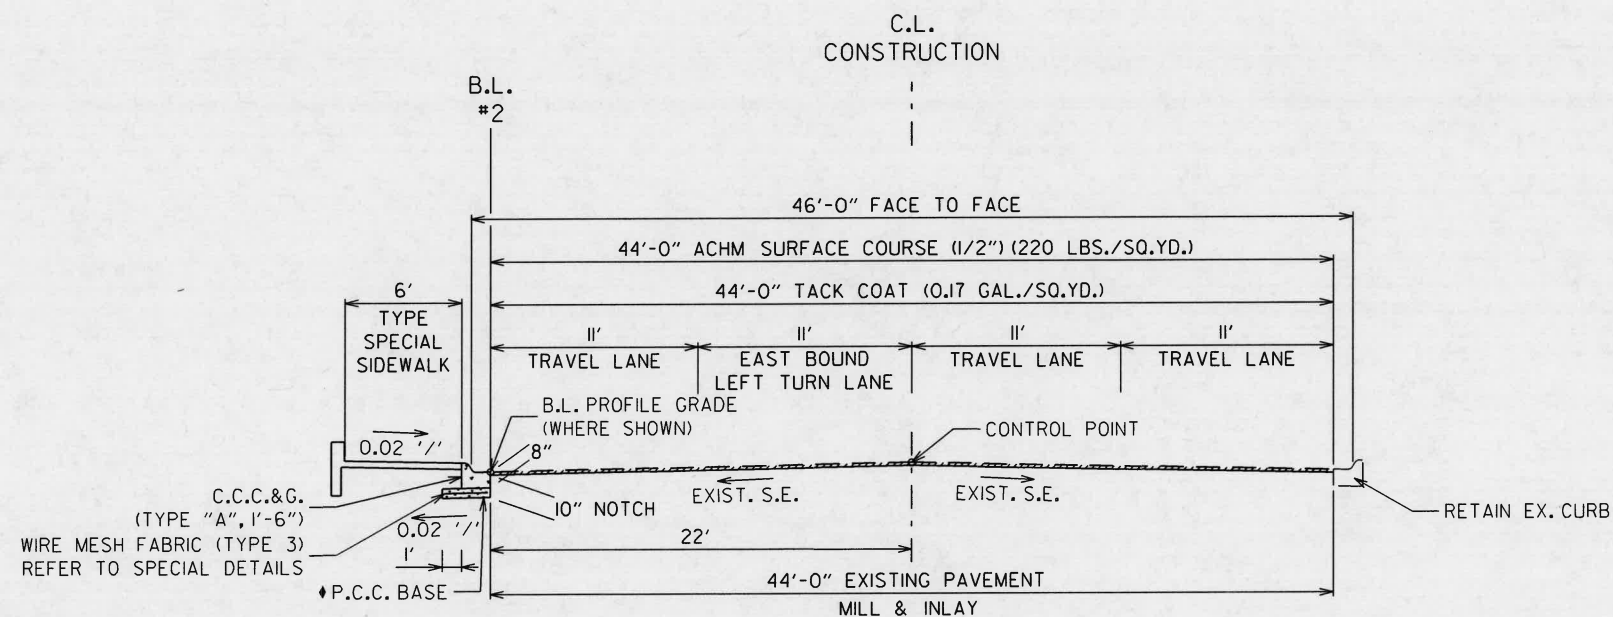 C.L.
CONSTRUCTION
B.L.
#2
46'-0" FACE TO FACE
44'-0" ACHM SURFACE COURSE (1/2") (220 LBS./SQ.YD.)
44'-0" TACK COAT (0.17 GAL./SQ.YD.)
6'
TYPE
SPECIAL
SIDEWALK
11'
TRAVEL LANE
11'
EAST BOUND
LEFT TURN LANE
11'
TRAVEL LANE
11'
TRAVEL LANE
B.L. PROFILE GRADE
(WHERE SHOWN)
CONTROL POINT
0.02 '/'
8"
EXIST. S.E.
EXIST. S.E.
C.C.C.&G.
(TYPE "A", 1'-6")
10" NOTCH
RETAIN EX. CURB
0.02 '/'
WIRE MESH FABRIC (TYPE 3)
REFER TO SPECIAL DETAILS
1'
22'
♦ P.C.C. BASE
44'-0" EXISTING PAVEMENT
MILL & INLAY